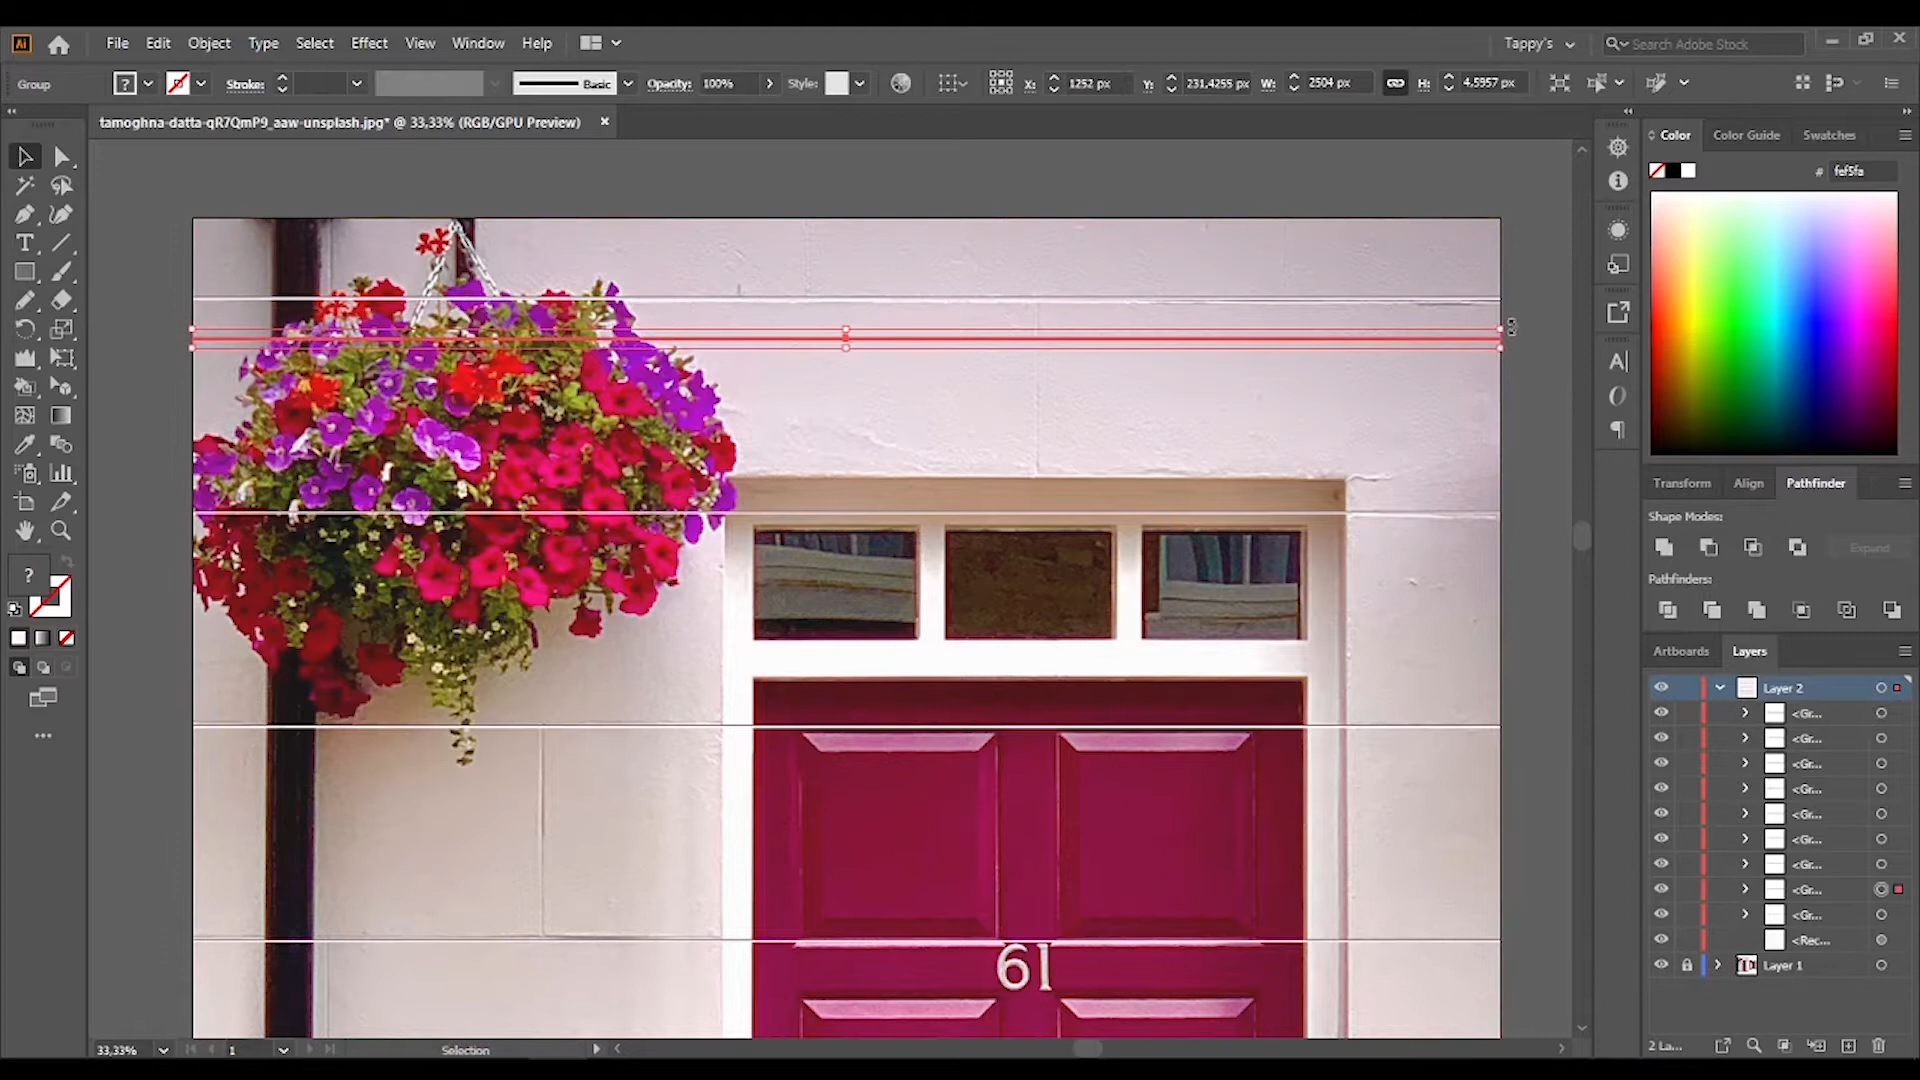 Ai File Edit Object Type Select Effect View Window Help Tappy's Search Adobe Stock
Group ? Stroke: Basic Opacity: 100% Style: X: 1252 px Y: 231,4255 px W: 2504 px H: 4,5957 px
tamoghna-datta-qR7QmP9_aaw-unsplash.jpg* @ 33,33% (RGB/GPU Preview)
Color Color Guide Swatches
# fef5fa
Transform Align Pathfinder
Shape Modes:
Expand
Pathfinders:
Artboards Layers
Layer 2
<Gr...
<Gr...
<Gr...
<Gr...
<Gr...
<Gr...
<Gr...
<Gr...
<Gr...
<Rec...
Layer 1
61
33,33% 1 Selection 2 La...